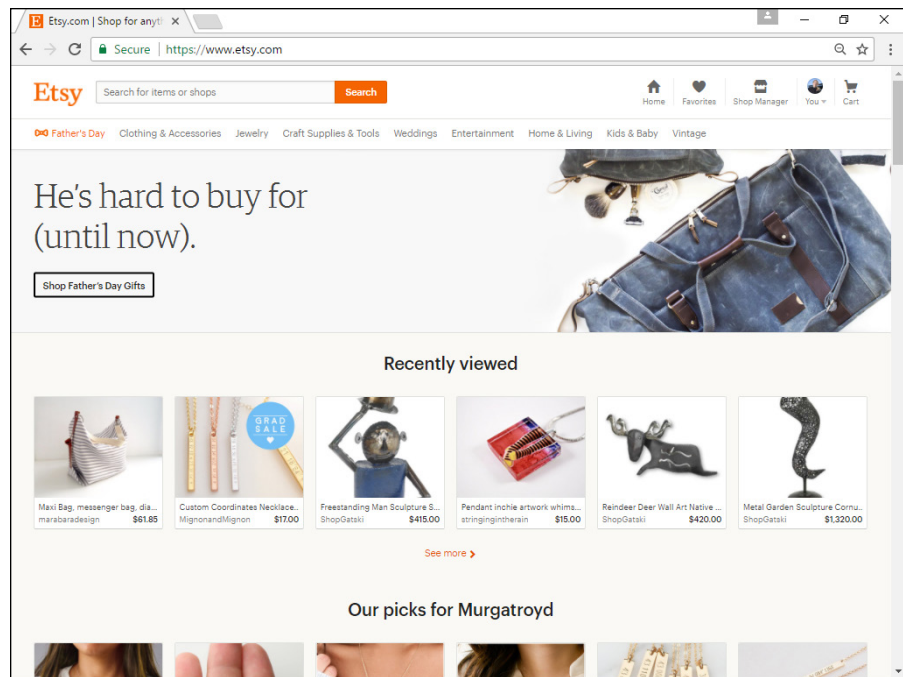 Etsy.com | Shop for anyth
Secure | https://www.etsy.com
Etsy
Search for items or shops
Search
Home
Favorites
Shop Manager
You
Cart
Father's Day
Clothing & Accessories
Jewelry
Craft Supplies & Tools
Weddings
Entertainment
Home & Living
Kids & Baby
Vintage
He's hard to buy for
(until now).
Shop Father's Day Gifts
Recently viewed
GRAD
SALE
Maxi Bag, messenger bag, dia...
marabaradesign $61.85
Custom Coordinates Necklace...
MignonandMignon $17.00
Freestanding Man Sculpture S...
ShopGatski $415.00
Pendant inchie artwork whims...
stringingintherain $15.00
Reindeer Deer Wall Art Native ...
ShopGatski $420.00
Metal Garden Sculpture Cornu...
ShopGatski $1,320.00
See more
Our picks for Murgatroyd